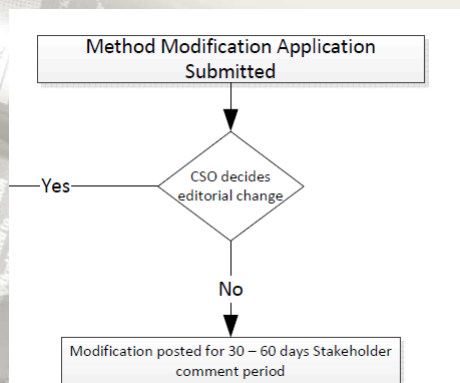 Method Modification Application
Submitted
CSO decides
editorial change
Yes
No
Modification posted for 30 – 60 days Stakeholder
comment period